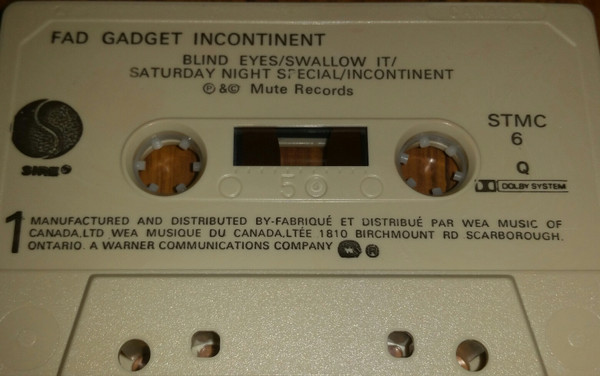 FAD GADGET INCONTINENT
BLIND EYES/SWALLOW IT/
SATURDAY NIGHT SPECIAL/INCONTINENT
℗ &© Mute Records
SIRE
STMC
6
Q
DOLBY SYSTEM
50
1
MANUFACTURED AND DISTRIBUTED BY-FABRIQUÉ ET DISTRIBUÉ PAR WEA MUSIC OF
CANADA,LTD WEA MUSIQUE DU CANADA,LTÉE 1810 BIRCHMOUNT RD SCARBOROUGH.
ONTARIO. A WARNER COMMUNICATIONS COMPANY ®